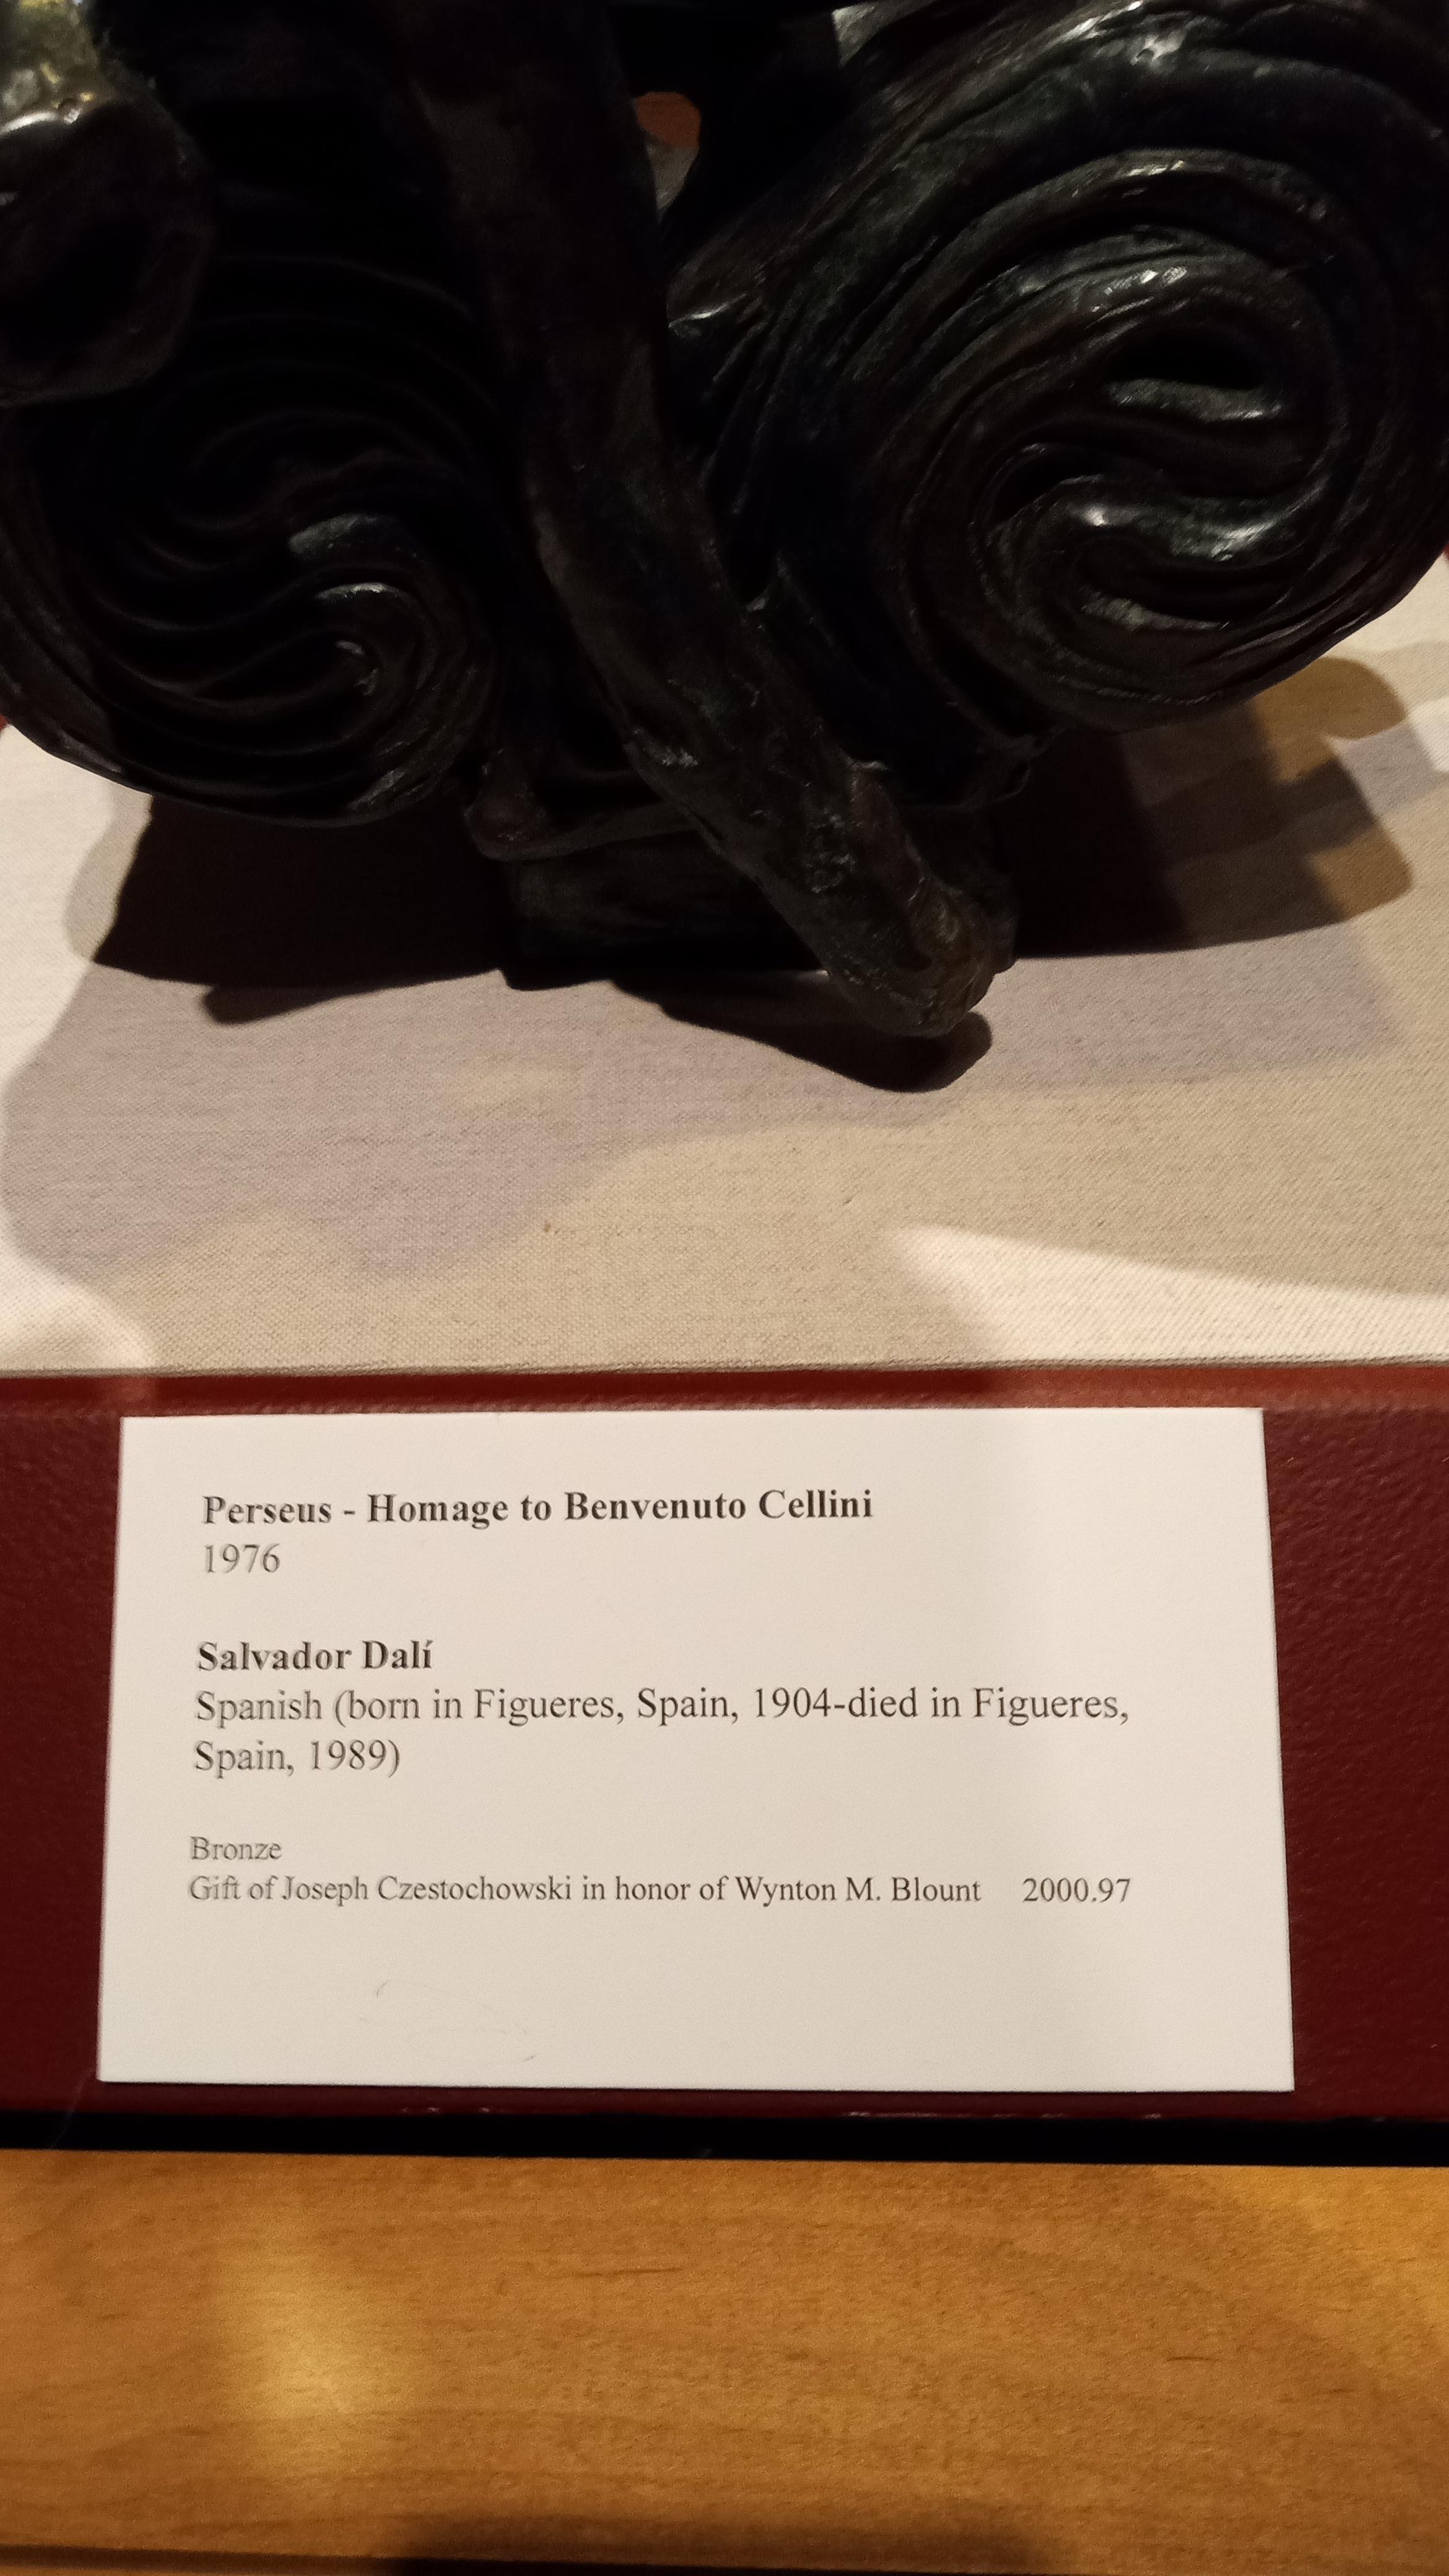 Perseus - Homage to Benvenuto Cellini
1976
Salvador Dalí
Spanish (born in Figueres, Spain, 1904-died in Figueres,
Spain, 1989)
Bronze
Gift of Joseph Czestochowski in honor of Wynton M. Blount 2000.97